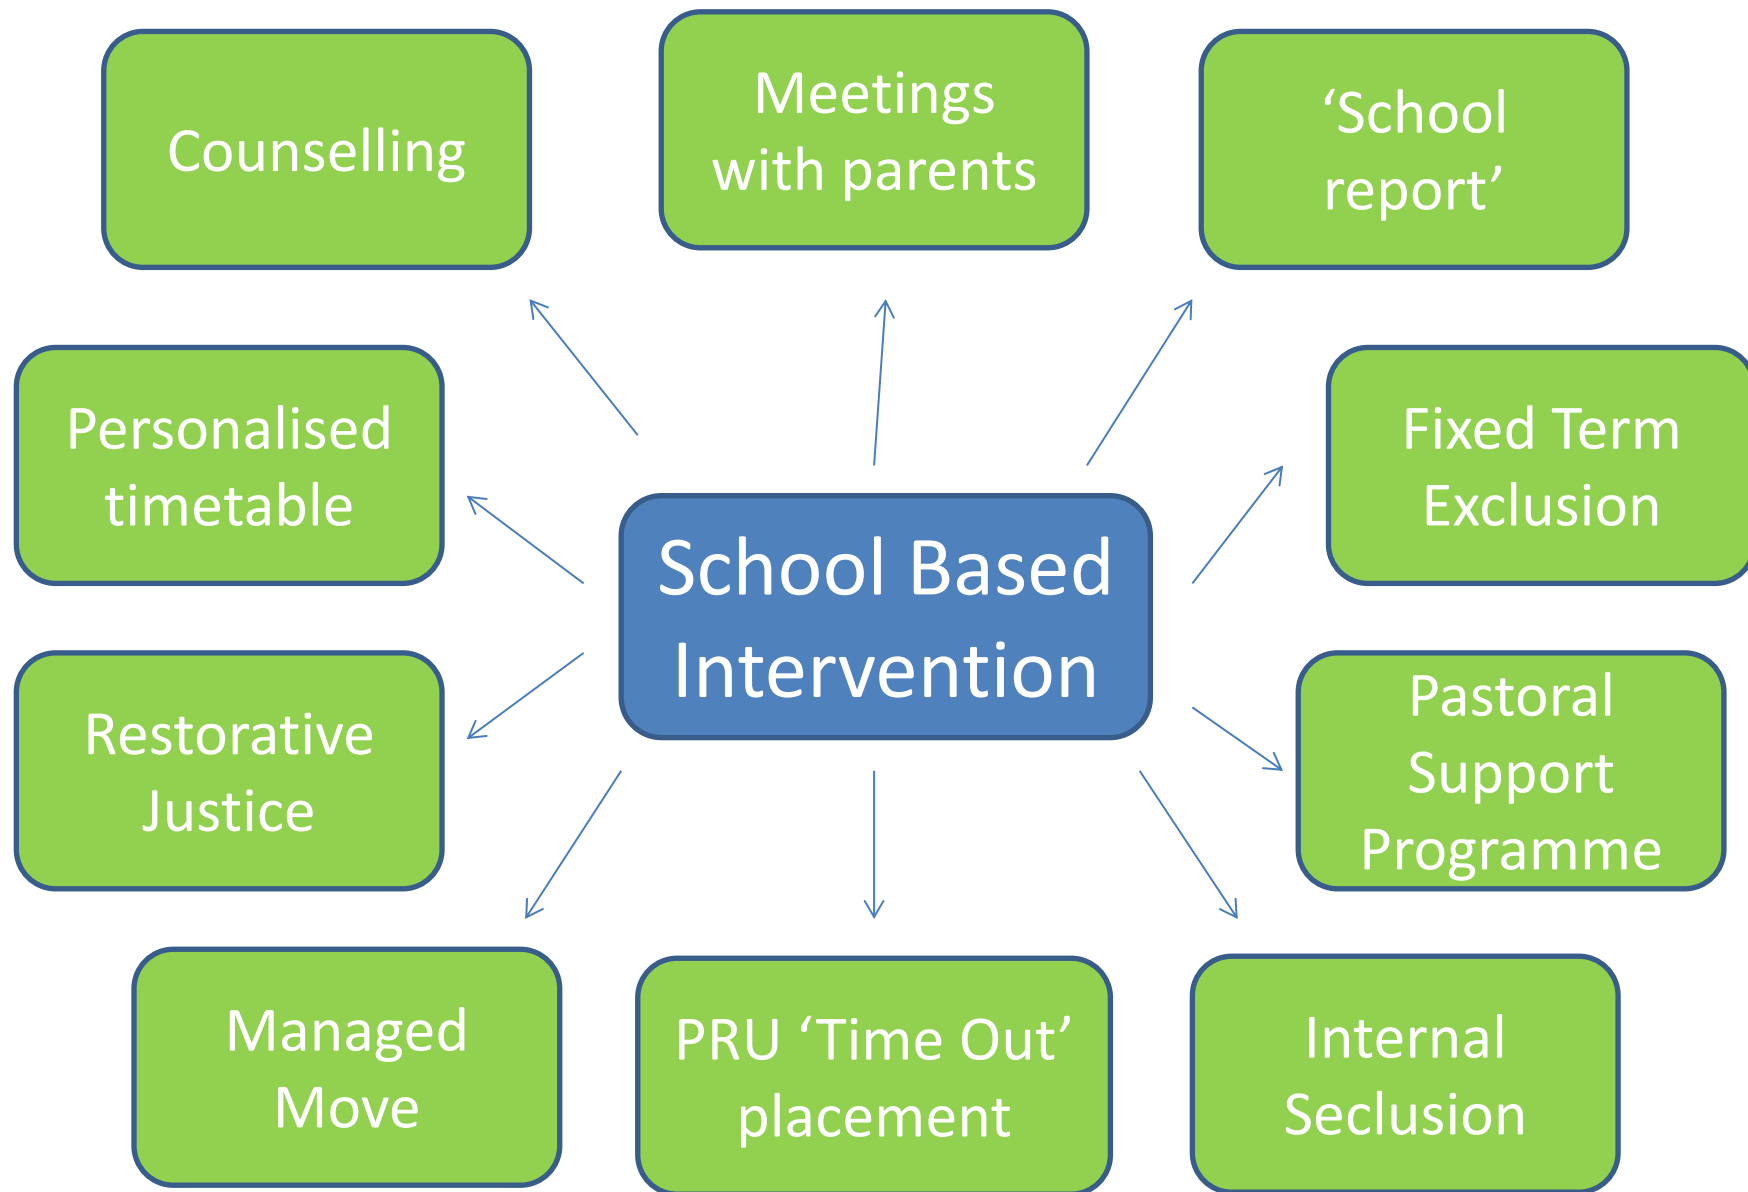 Counselling
Meetings
with parents
‘School
report’
Personalised
timetable
Fixed Term
Exclusion
School Based
Intervention
Restorative
Justice
Pastoral
Support
Programme
Managed
Move
PRU ‘Time Out’
placement
Internal
Seclusion